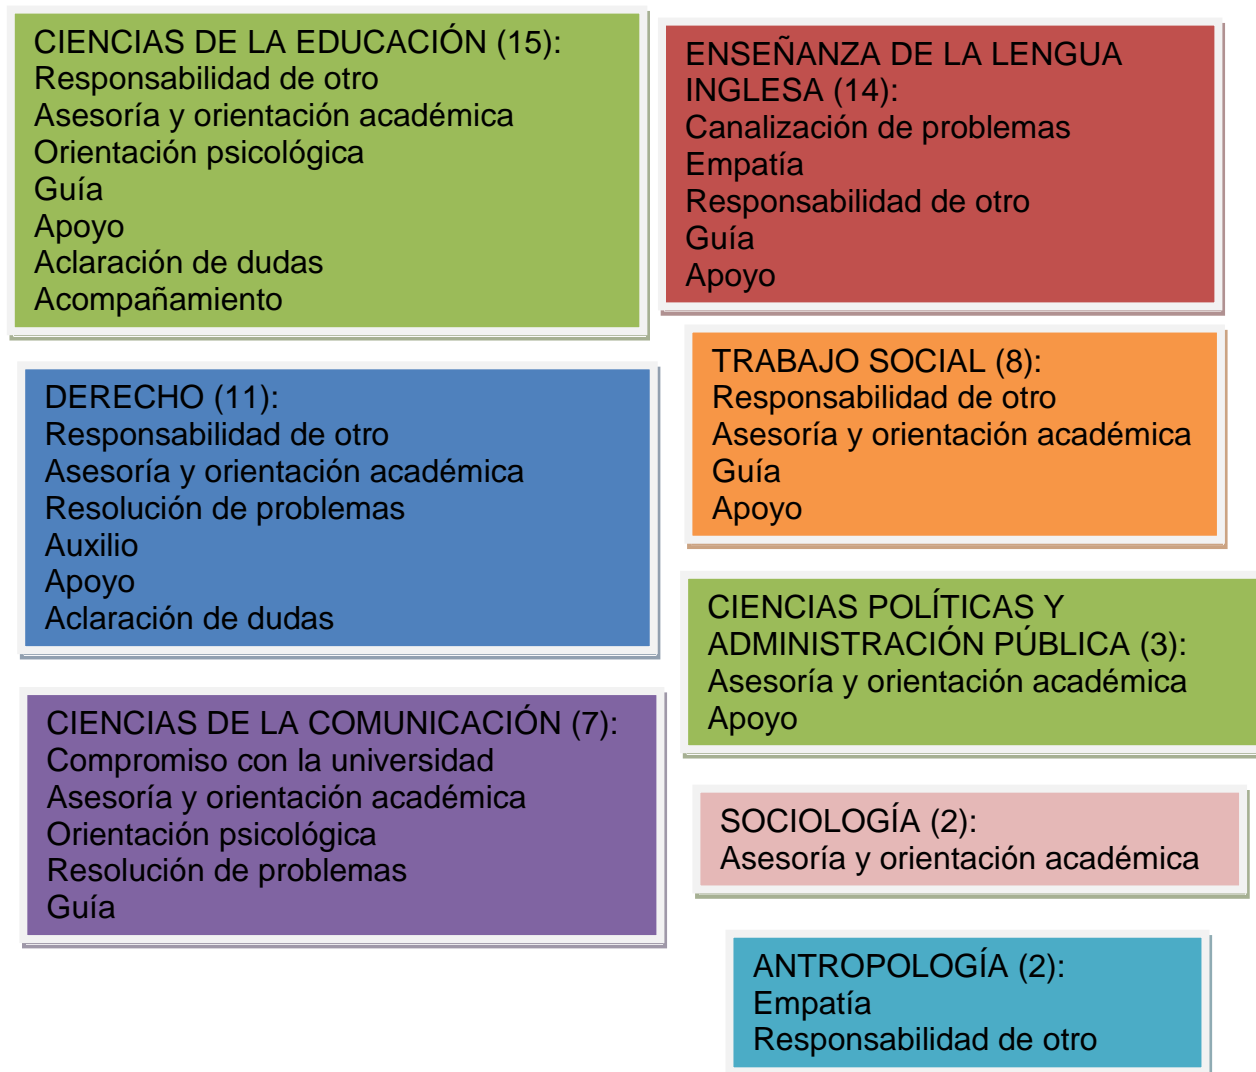 CIENCIAS DE LA EDUCACIÓN (15):
Responsabilidad de otro
Asesoría y orientación académica
Orientación psicológica
Guía
Apoyo
Aclaración de dudas
Acompañamiento
ENSEÑANZA DE LA LENGUA
INGLESA (14):
Canalización de problemas
Empatía
Responsabilidad de otro
Guía
Apoyo
DERECHO (11):
Responsabilidad de otro
Asesoría y orientación académica
Resolución de problemas
Auxilio
Apoyo
Aclaración de dudas
TRABAJO SOCIAL (8):
Responsabilidad de otro
Asesoría y orientación académica
Guía
Apoyo
CIENCIAS DE LA COMUNICACIÓN (7):
Compromiso con la universidad
Asesoría y orientación académica
Orientación psicológica
Resolución de problemas
Guía
CIENCIAS POLÍTICAS Y
ADMINISTRACIÓN PÚBLICA (3):
Asesoría y orientación académica
Apoyo
SOCIOLOGÍA (2):
Asesoría y orientación académica
ANTROPOLOGÍA (2):
Empatía
Responsabilidad de otro